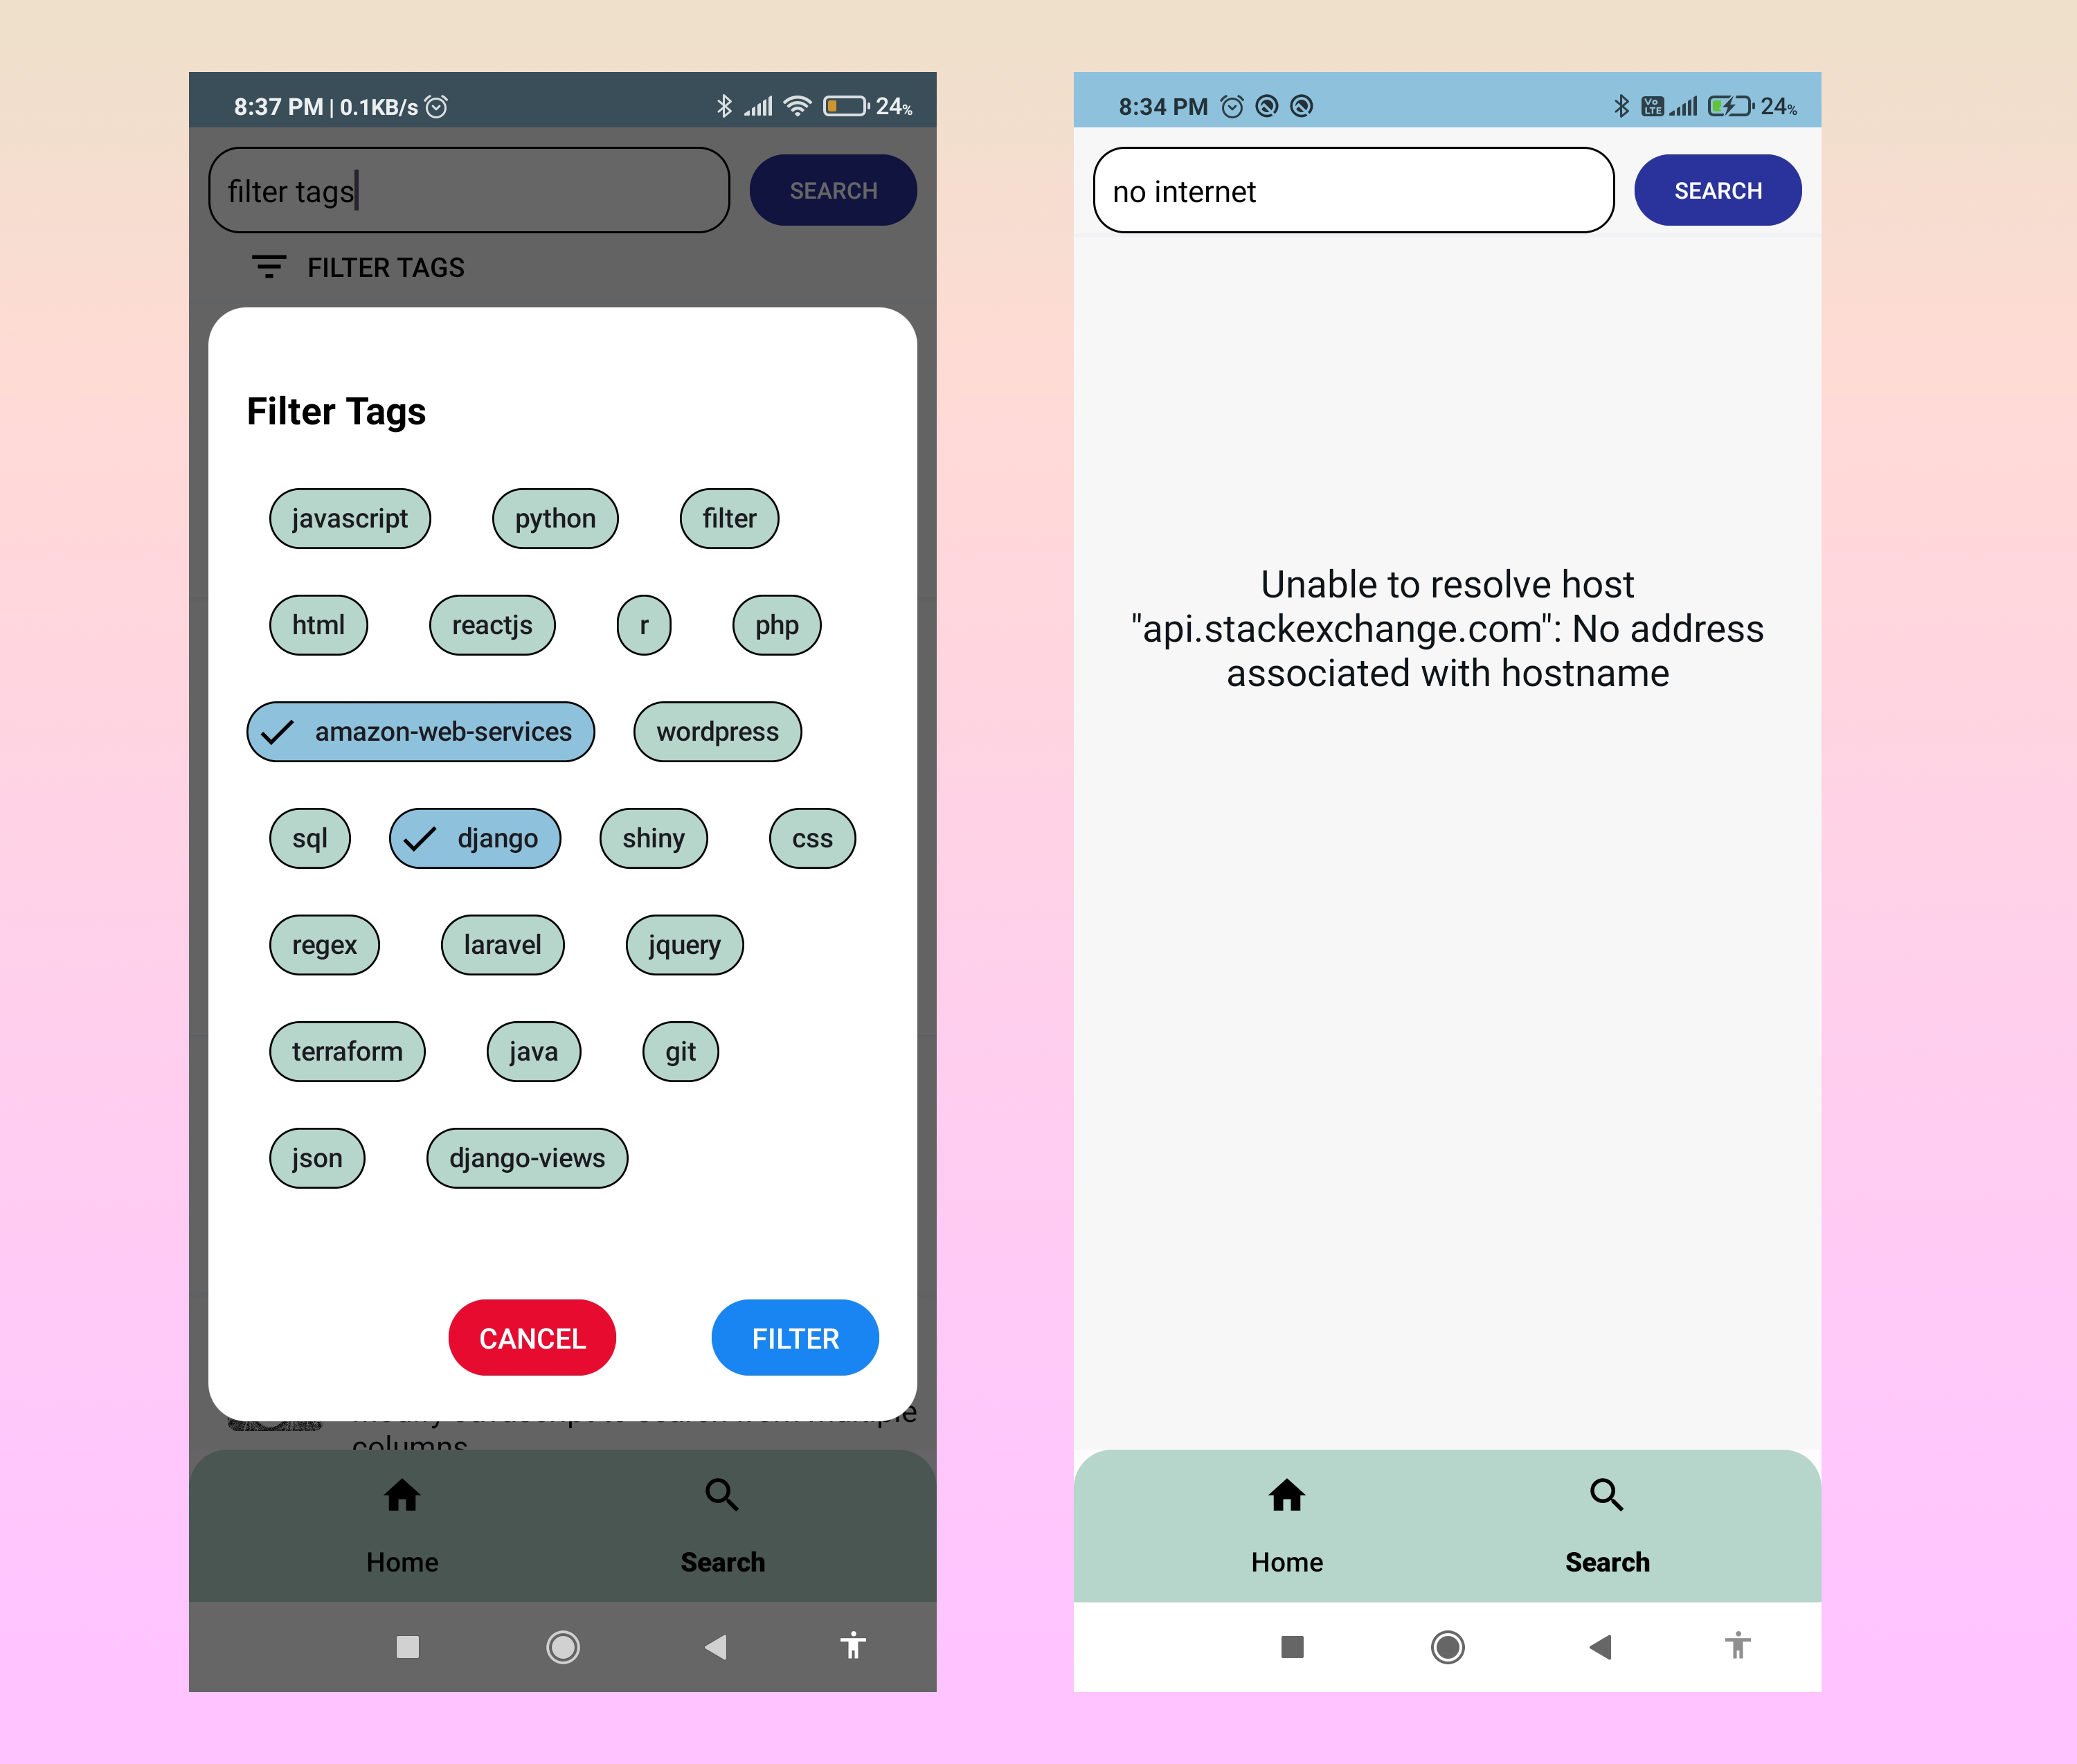 8:37 PM | 0.1KB/s
24%
filter tags
SEARCH
FILTER TAGS
Filter Tags
javascript python filter
html reactjs r php
amazon-web-services wordpress
sql django shiny css
regex laravel jquery
terraform java git
json django-views
CANCEL FILTER
columns
Home Search
8:34 PM
Vo LTE 24%
no internet
SEARCH
Unable to resolve host
"api.stackexchange.com": No address
associated with hostname
Home Search